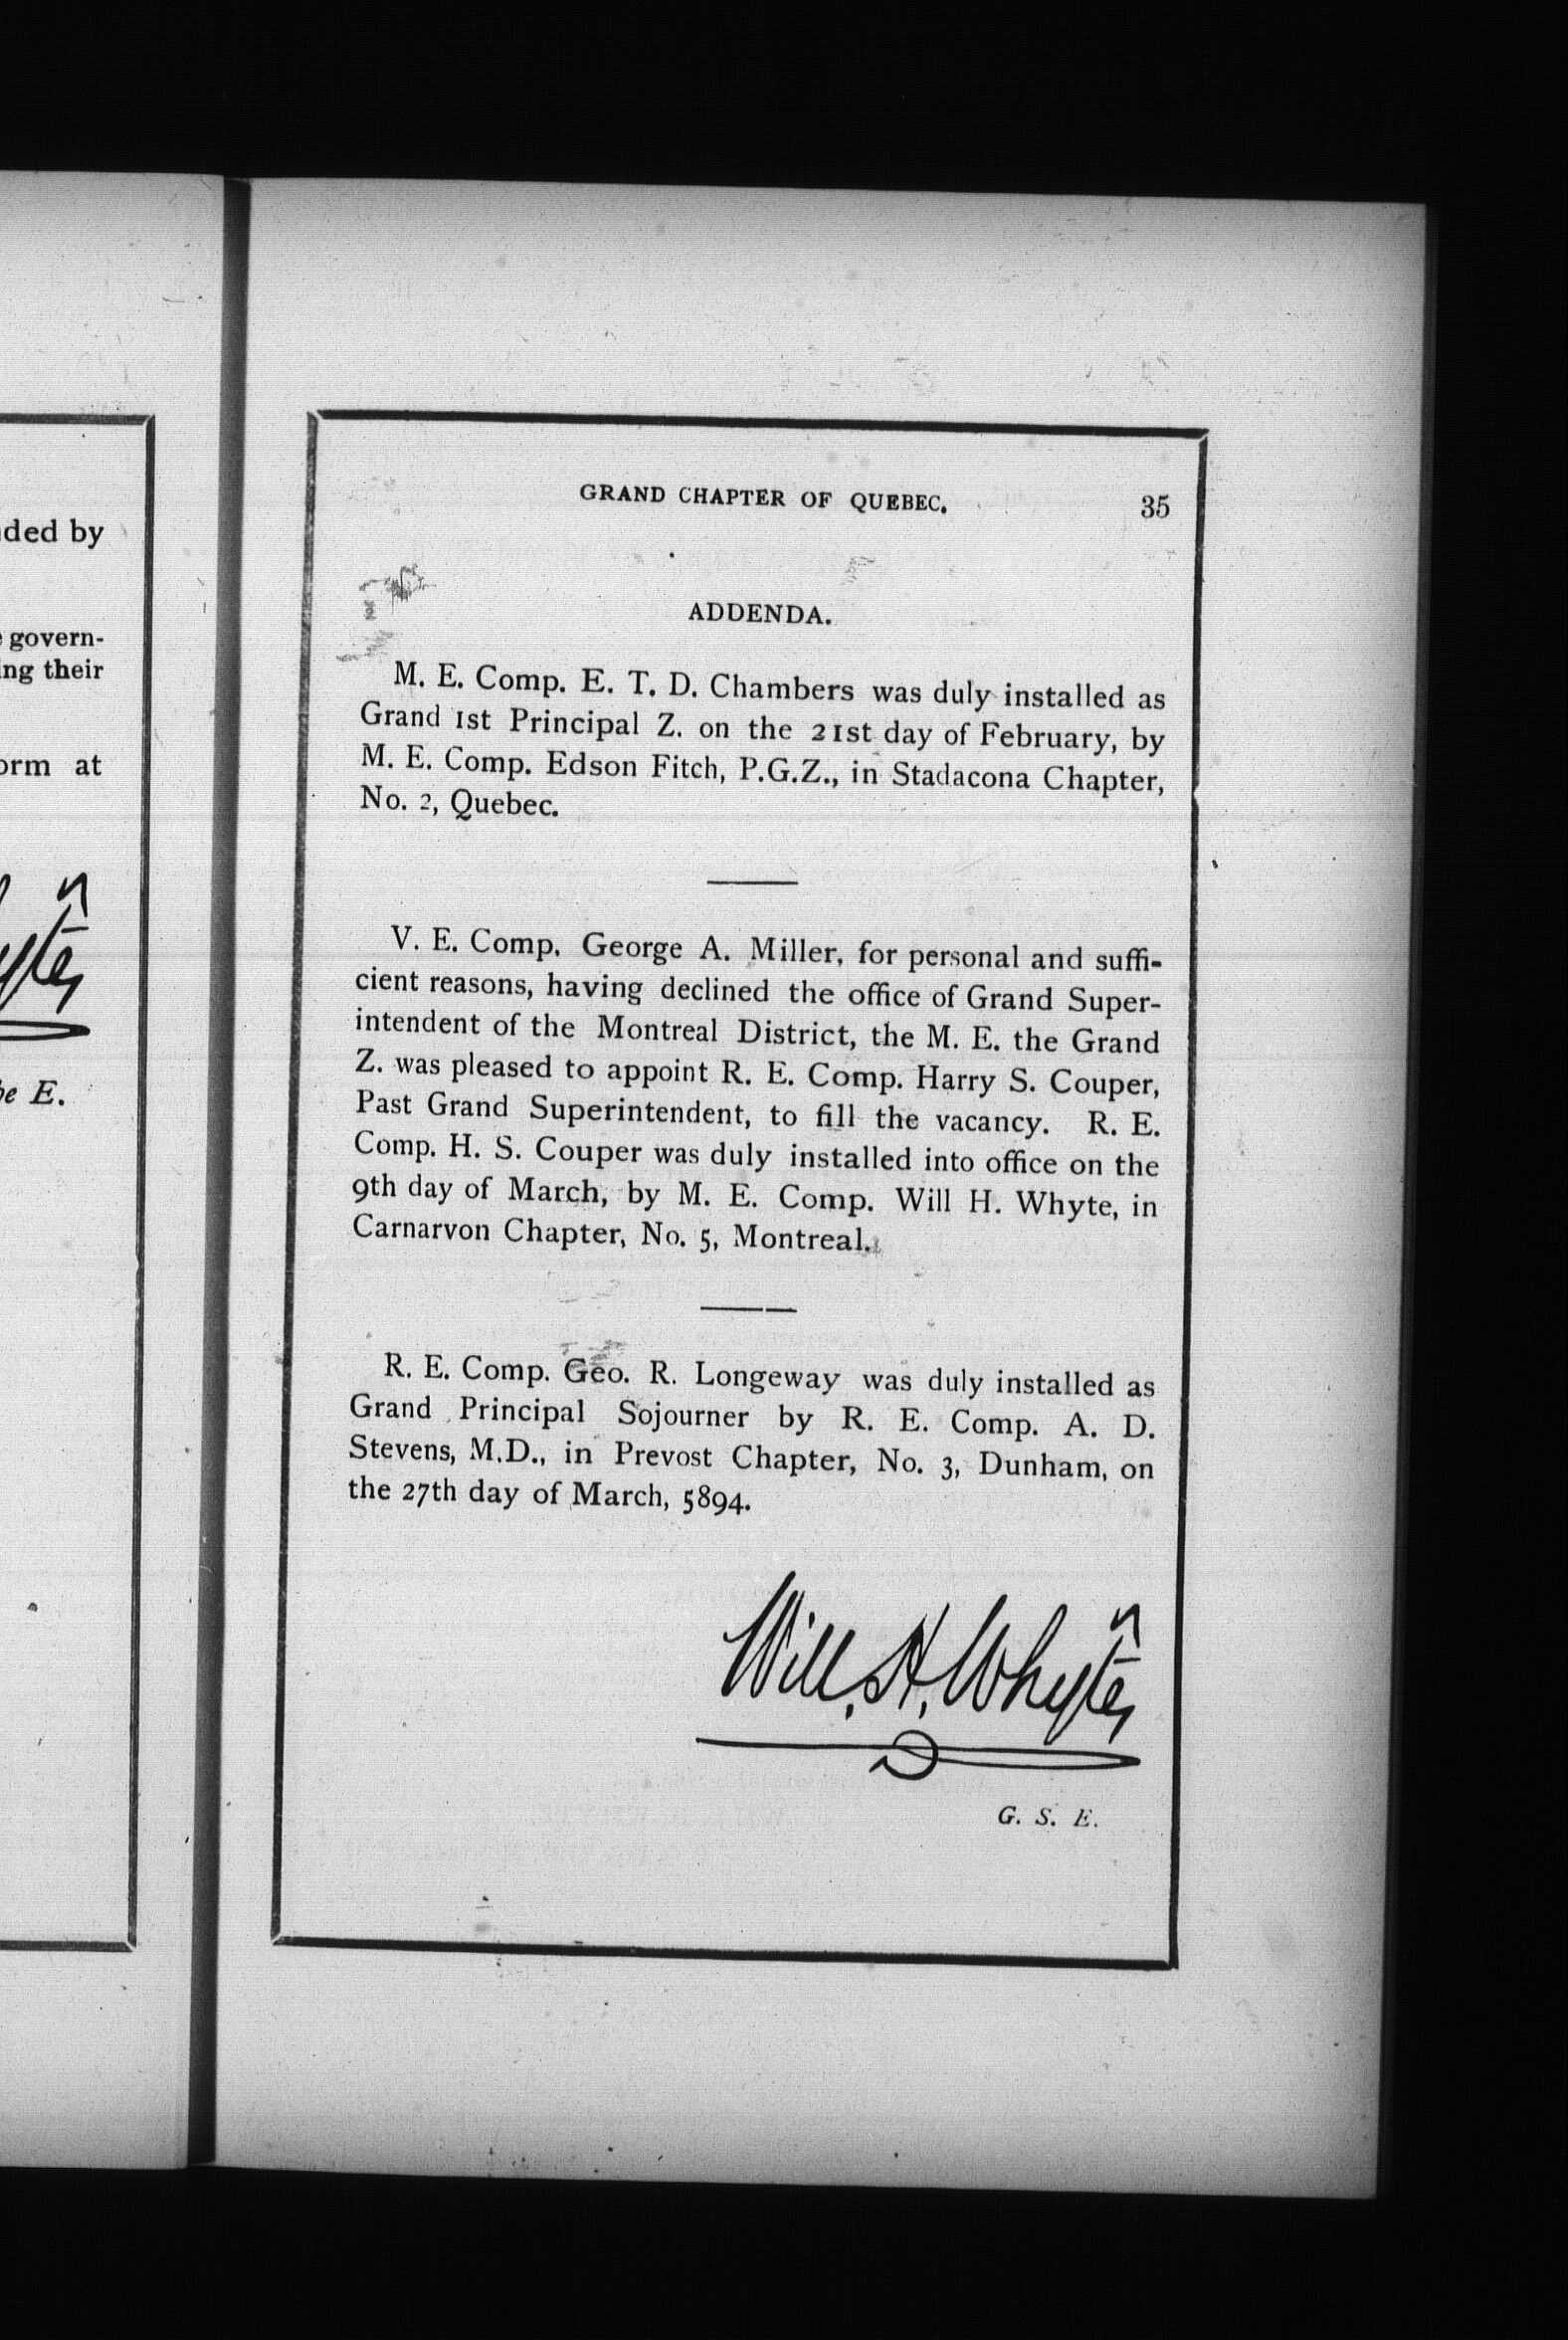 ded by
govern-
ing their
orm at
E.
GRAND CHAPTER OF QUEBEC. 35
ADDENDA.
M. E. Comp. E. T. D. Chambers was duly installed as
Grand 1st Principal Z. on the 21st day of February, by
M. E. Comp. Edson Fitch, P.G.Z., in Stadacona Chapter,
No. 2, Quebec.
V. E. Comp. George A. Miller, for personal and suffi-
cient reasons, having declined the office of Grand Super-
intendent of the Montreal District, the M. E. the Grand
Z. was pleased to appoint R. E. Comp. Harry S. Couper,
Past Grand Superintendent, to fill the vacancy. R. E.
Comp. H. S. Couper was duly installed into office on the
9th day of March, by M. E. Comp. Will H. Whyte, in
Carnarvon Chapter, No. 5, Montreal.
R. E. Comp. Geo. R. Longeway was duly installed as
Grand Principal Sojourner by R. E. Comp. A. D.
Stevens, M.D., in Prevost Chapter, No. 3, Dunham, on
the 27th day of March, 5894.
Will. H. Whyte
G. S. E.